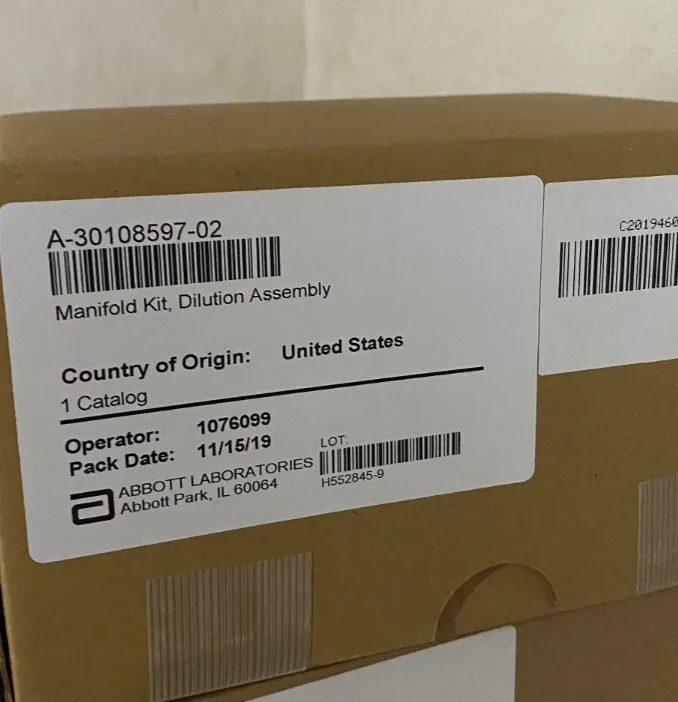 A-30108597-02
Manifold Kit, Dilution Assembly
Country of Origin: United States
1 Catalog
Operator: 1076099
Pack Date: 11/15/19
ABBOTT LABORATORIES
Abbott Park, IL 60064
LOT:
H552845-9
C2019460